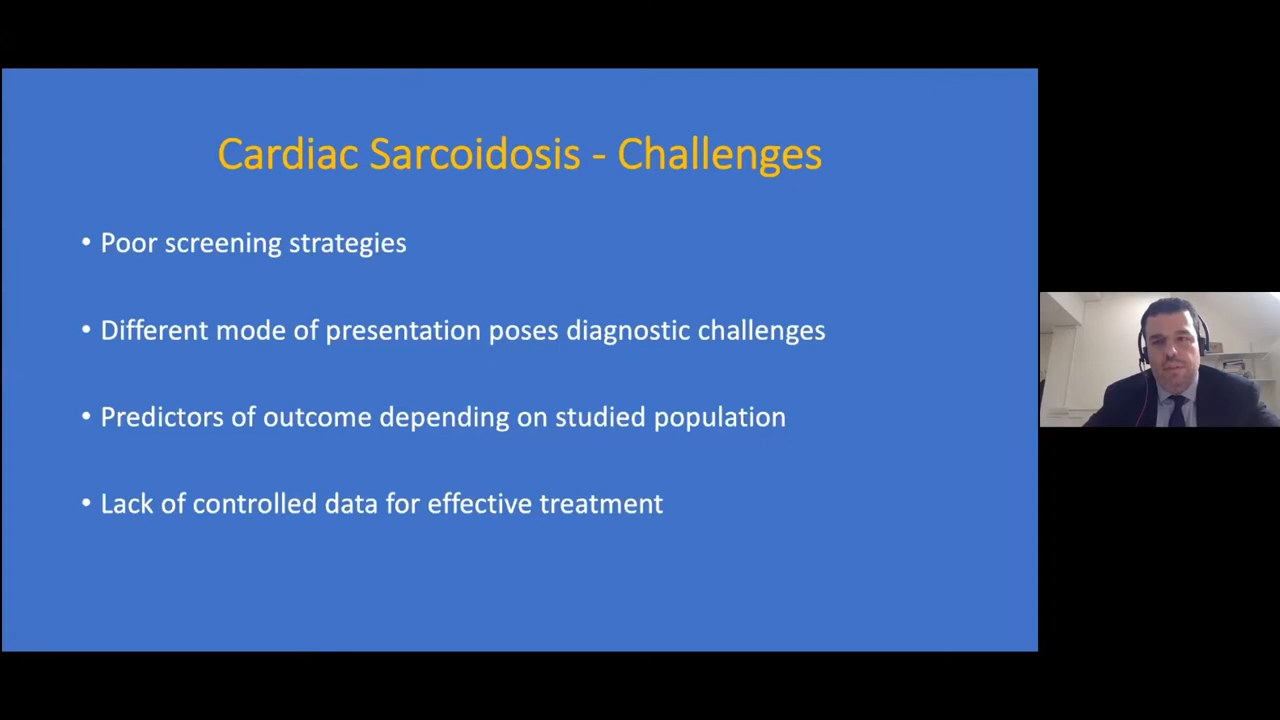 Cardiac Sarcoidosis - Challenges
• Poor screening strategies
• Different mode of presentation poses diagnostic challenges
• Predictors of outcome depending on studied population
• Lack of controlled data for effective treatment